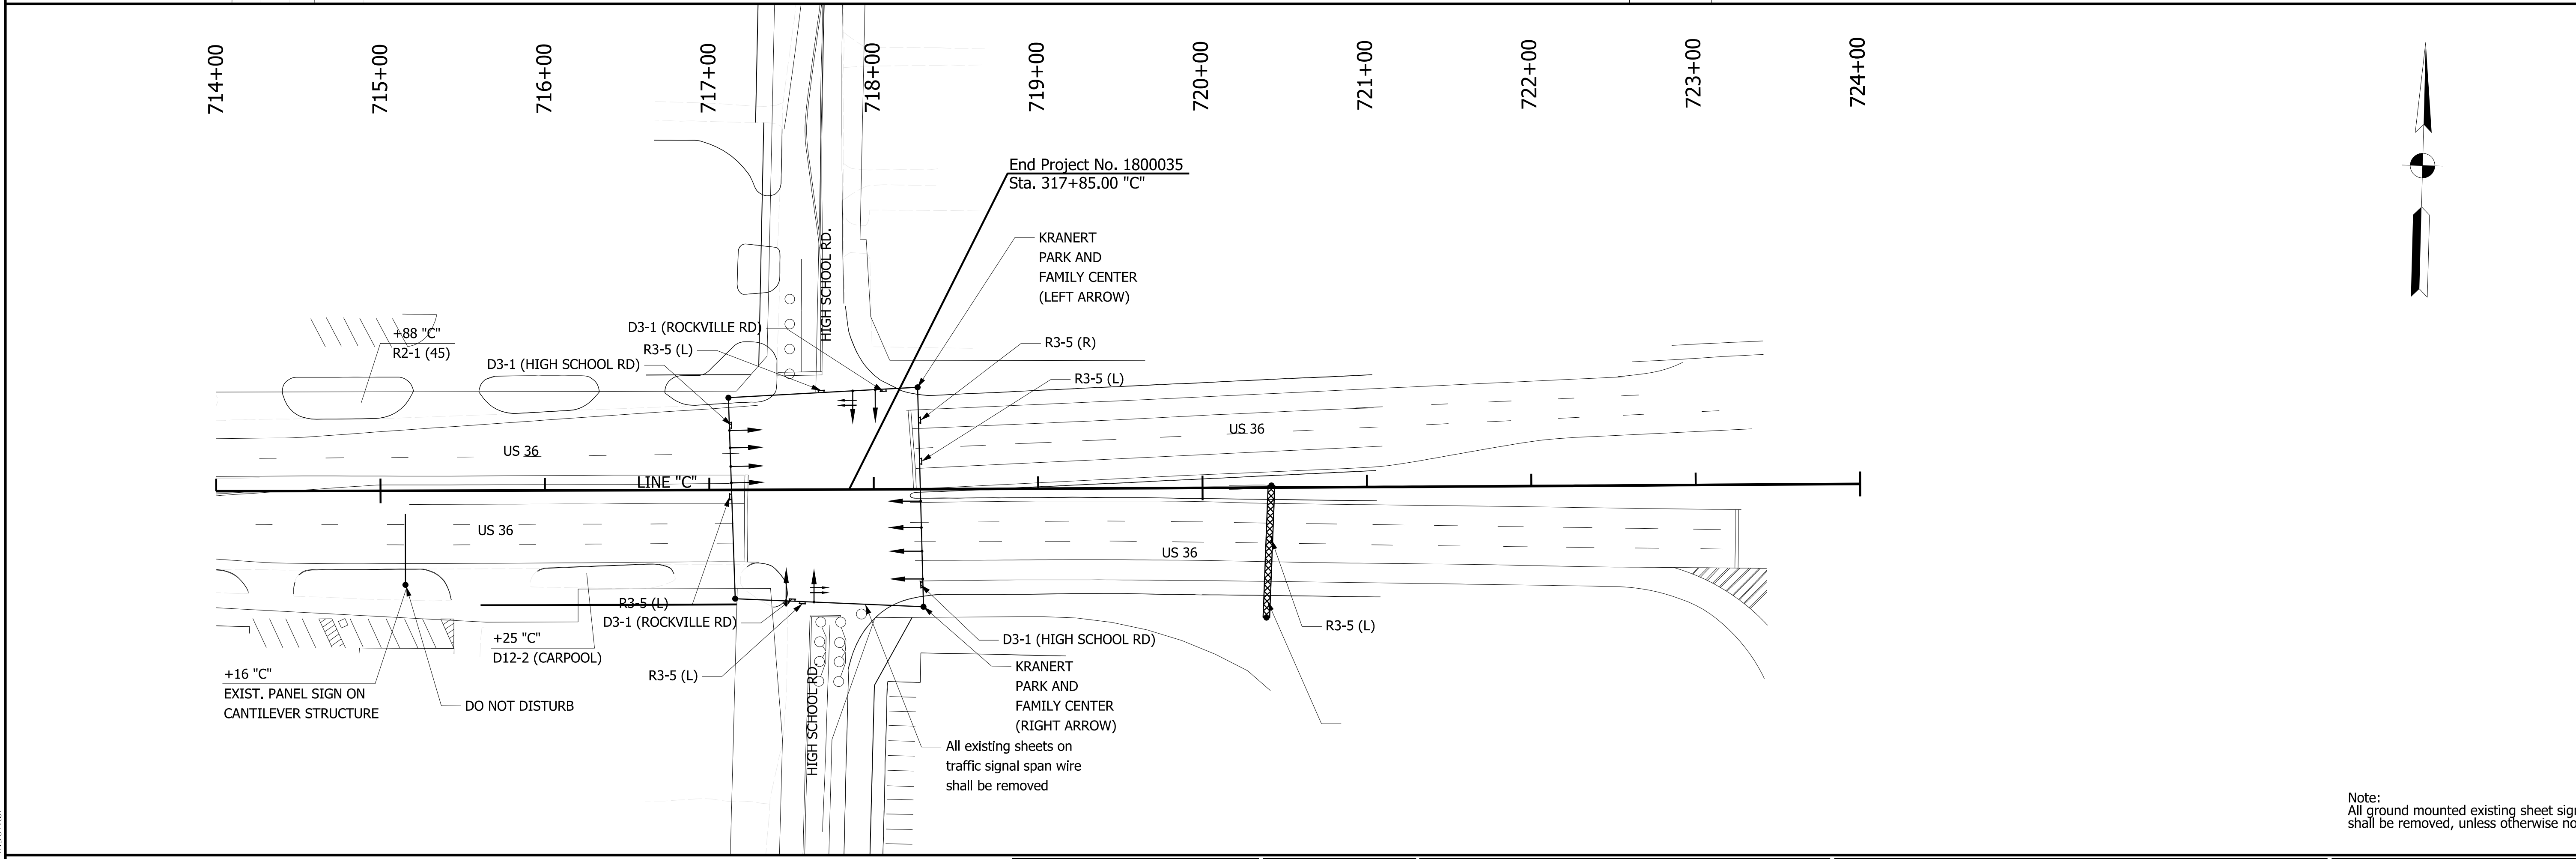 714+00
715+00
716+00
717+00
718+00
719+00
720+00
721+00
722+00
723+00
724+00
End Project No. 1800035
Sta. 317+85.00 "C"
KRANERT
PARK AND
FAMILY CENTER
(LEFT ARROW)
HIGH SCHOOL RD.
D3-1 (ROCKVILLE RD)
R3-5 (L)
D3-1 (HIGH SCHOOL RD)
+88 "C"
R2-1 (45)
R3-5 (R)
R3-5 (L)
US 36
US 36
LINE "C"
US 36
US 36
R3-5 (L)
D3-1 (ROCKVILLE RD)
+25 "C"
D12-2 (CARPOOL)
R3-5 (L)
+16 "C"
EXIST. PANEL SIGN ON
CANTILEVER STRUCTURE
DO NOT DISTURB
HIGH SCHOOL RD.
D3-1 (HIGH SCHOOL RD)
KRANERT
PARK AND
FAMILY CENTER
(RIGHT ARROW)
All existing sheets on
traffic signal span wire
shall be removed
R3-5 (L)
Note:
All ground mounted existing sheet sig
shall be removed, unless otherwise no